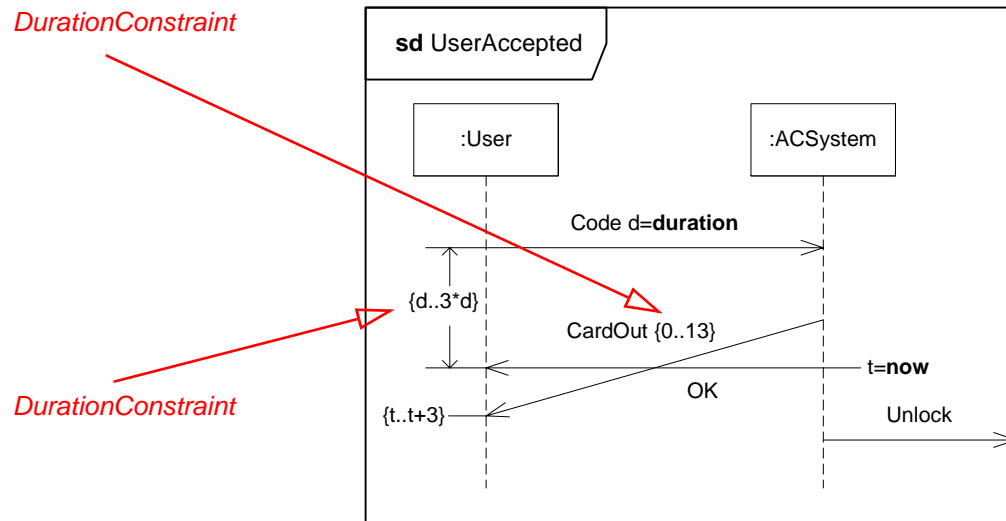 DurationConstraint
sd UserAccepted
:User
:ACSystem
Code d=duration
{d..3*d}
CardOut {0..13}
t=now
OK
DurationConstraint
{t..t+3}
Unlock